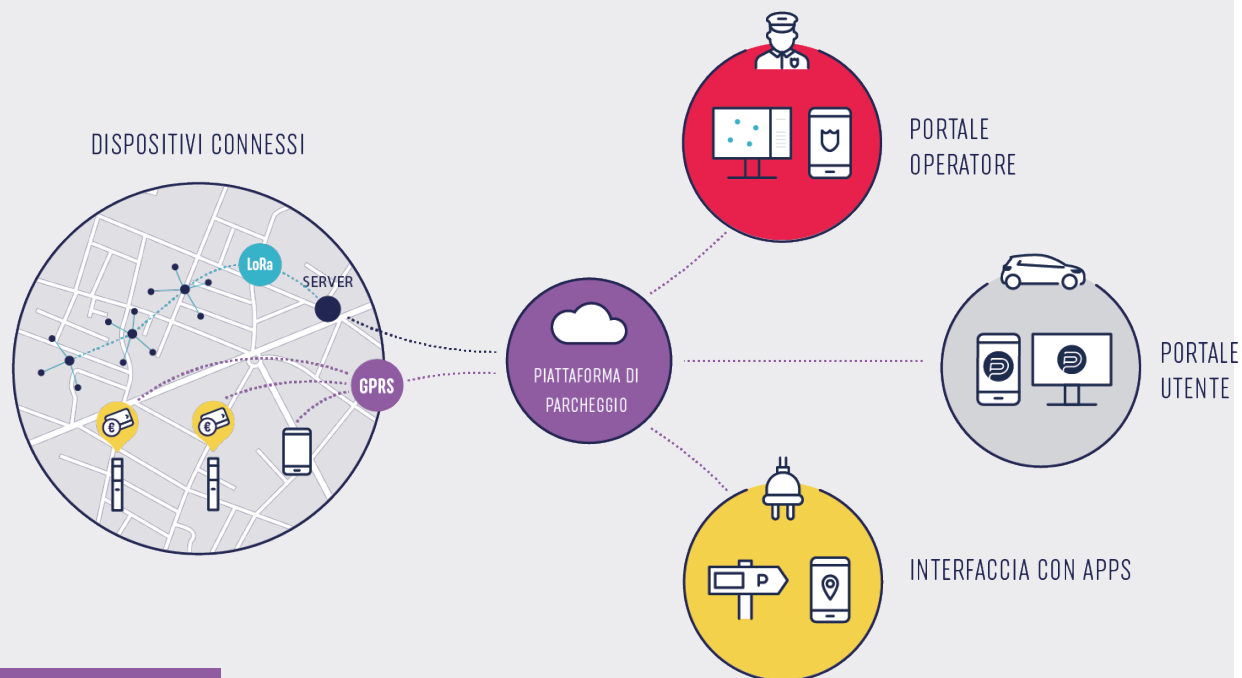 DISPOSITIVI CONNESSI
LoRa
SERVER
GPRS
€
€
PIATTAFORMA DI
PARCHEGGIO
PORTALE
OPERATORE
PORTALE
UTENTE
P
INTERFACCIA CON APPS